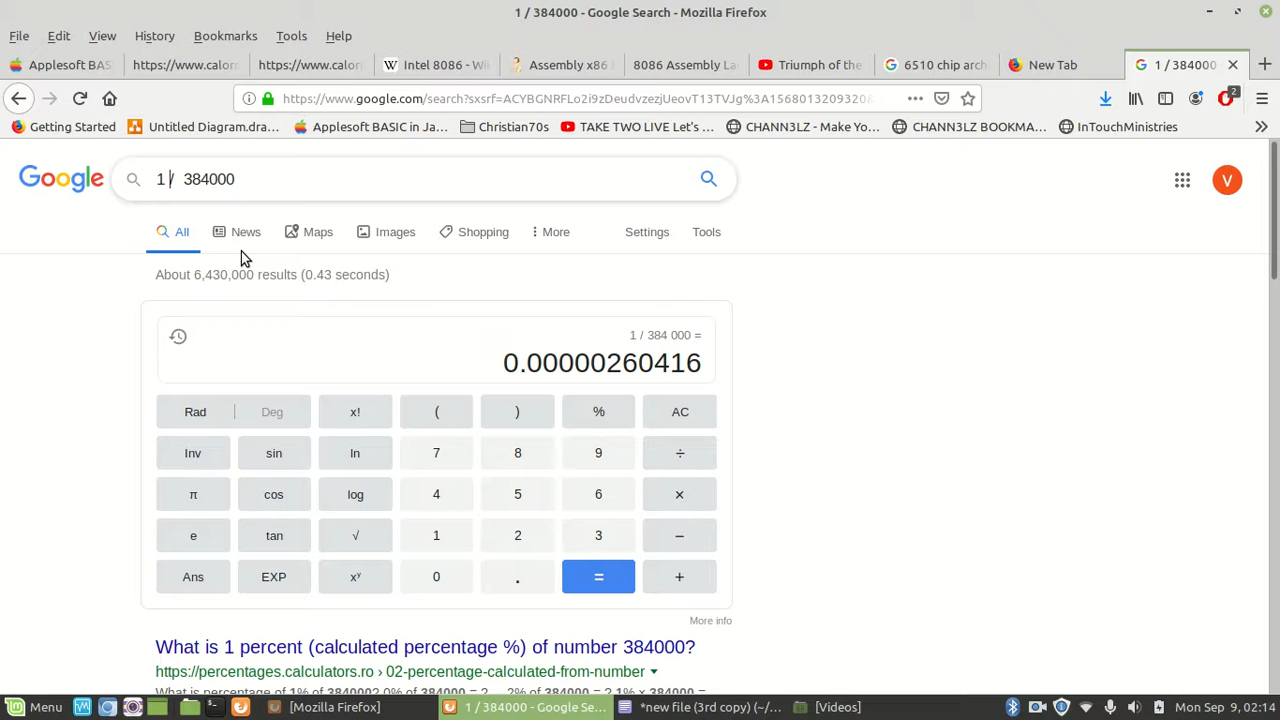 1 / 384000 - Google Search - Mozilla Firefox
File Edit View History Bookmarks Tools Help
Applesoft BAS https://www.calor https://www.calor Intel 8086 - Wi Assembly x86 8086 Assembly La Triumph of the 6510 chip arch New Tab 1 / 384000
https://www.google.com/search?sxsrf=ACYBGNRFLo2i9zDeudvzezjUeovT13TVJg%3A1568013209320
2
Getting Started Untitled Diagram.dra... Applesoft BASIC in Ja... Christian70s TAKE TWO LIVE Let's ... CHANN3LZ - Make Yo... CHANN3LZ BOOKMA... InTouchMinistries
Google 1 / 384000 V
All News Maps Images Shopping More Settings Tools
About 6,430,000 results (0.43 seconds)
1 / 384 000 =
0.00000260416
Rad Deg x! ( ) % AC
Inv sin ln 7 8 9 ÷
π cos log 4 5 6 ×
e tan √ 1 2 3 −
Ans EXP xʸ 0 . = +
More info
What is 1 percent (calculated percentage %) of number 384000?
https://percentages.calculators.ro › 02-percentage-calculated-from-number
Menu [Mozilla Firefox] 1 / 384000 - Google Se... *new file (3rd copy) (~/... [Videos] Mon Sep 9, 02:14